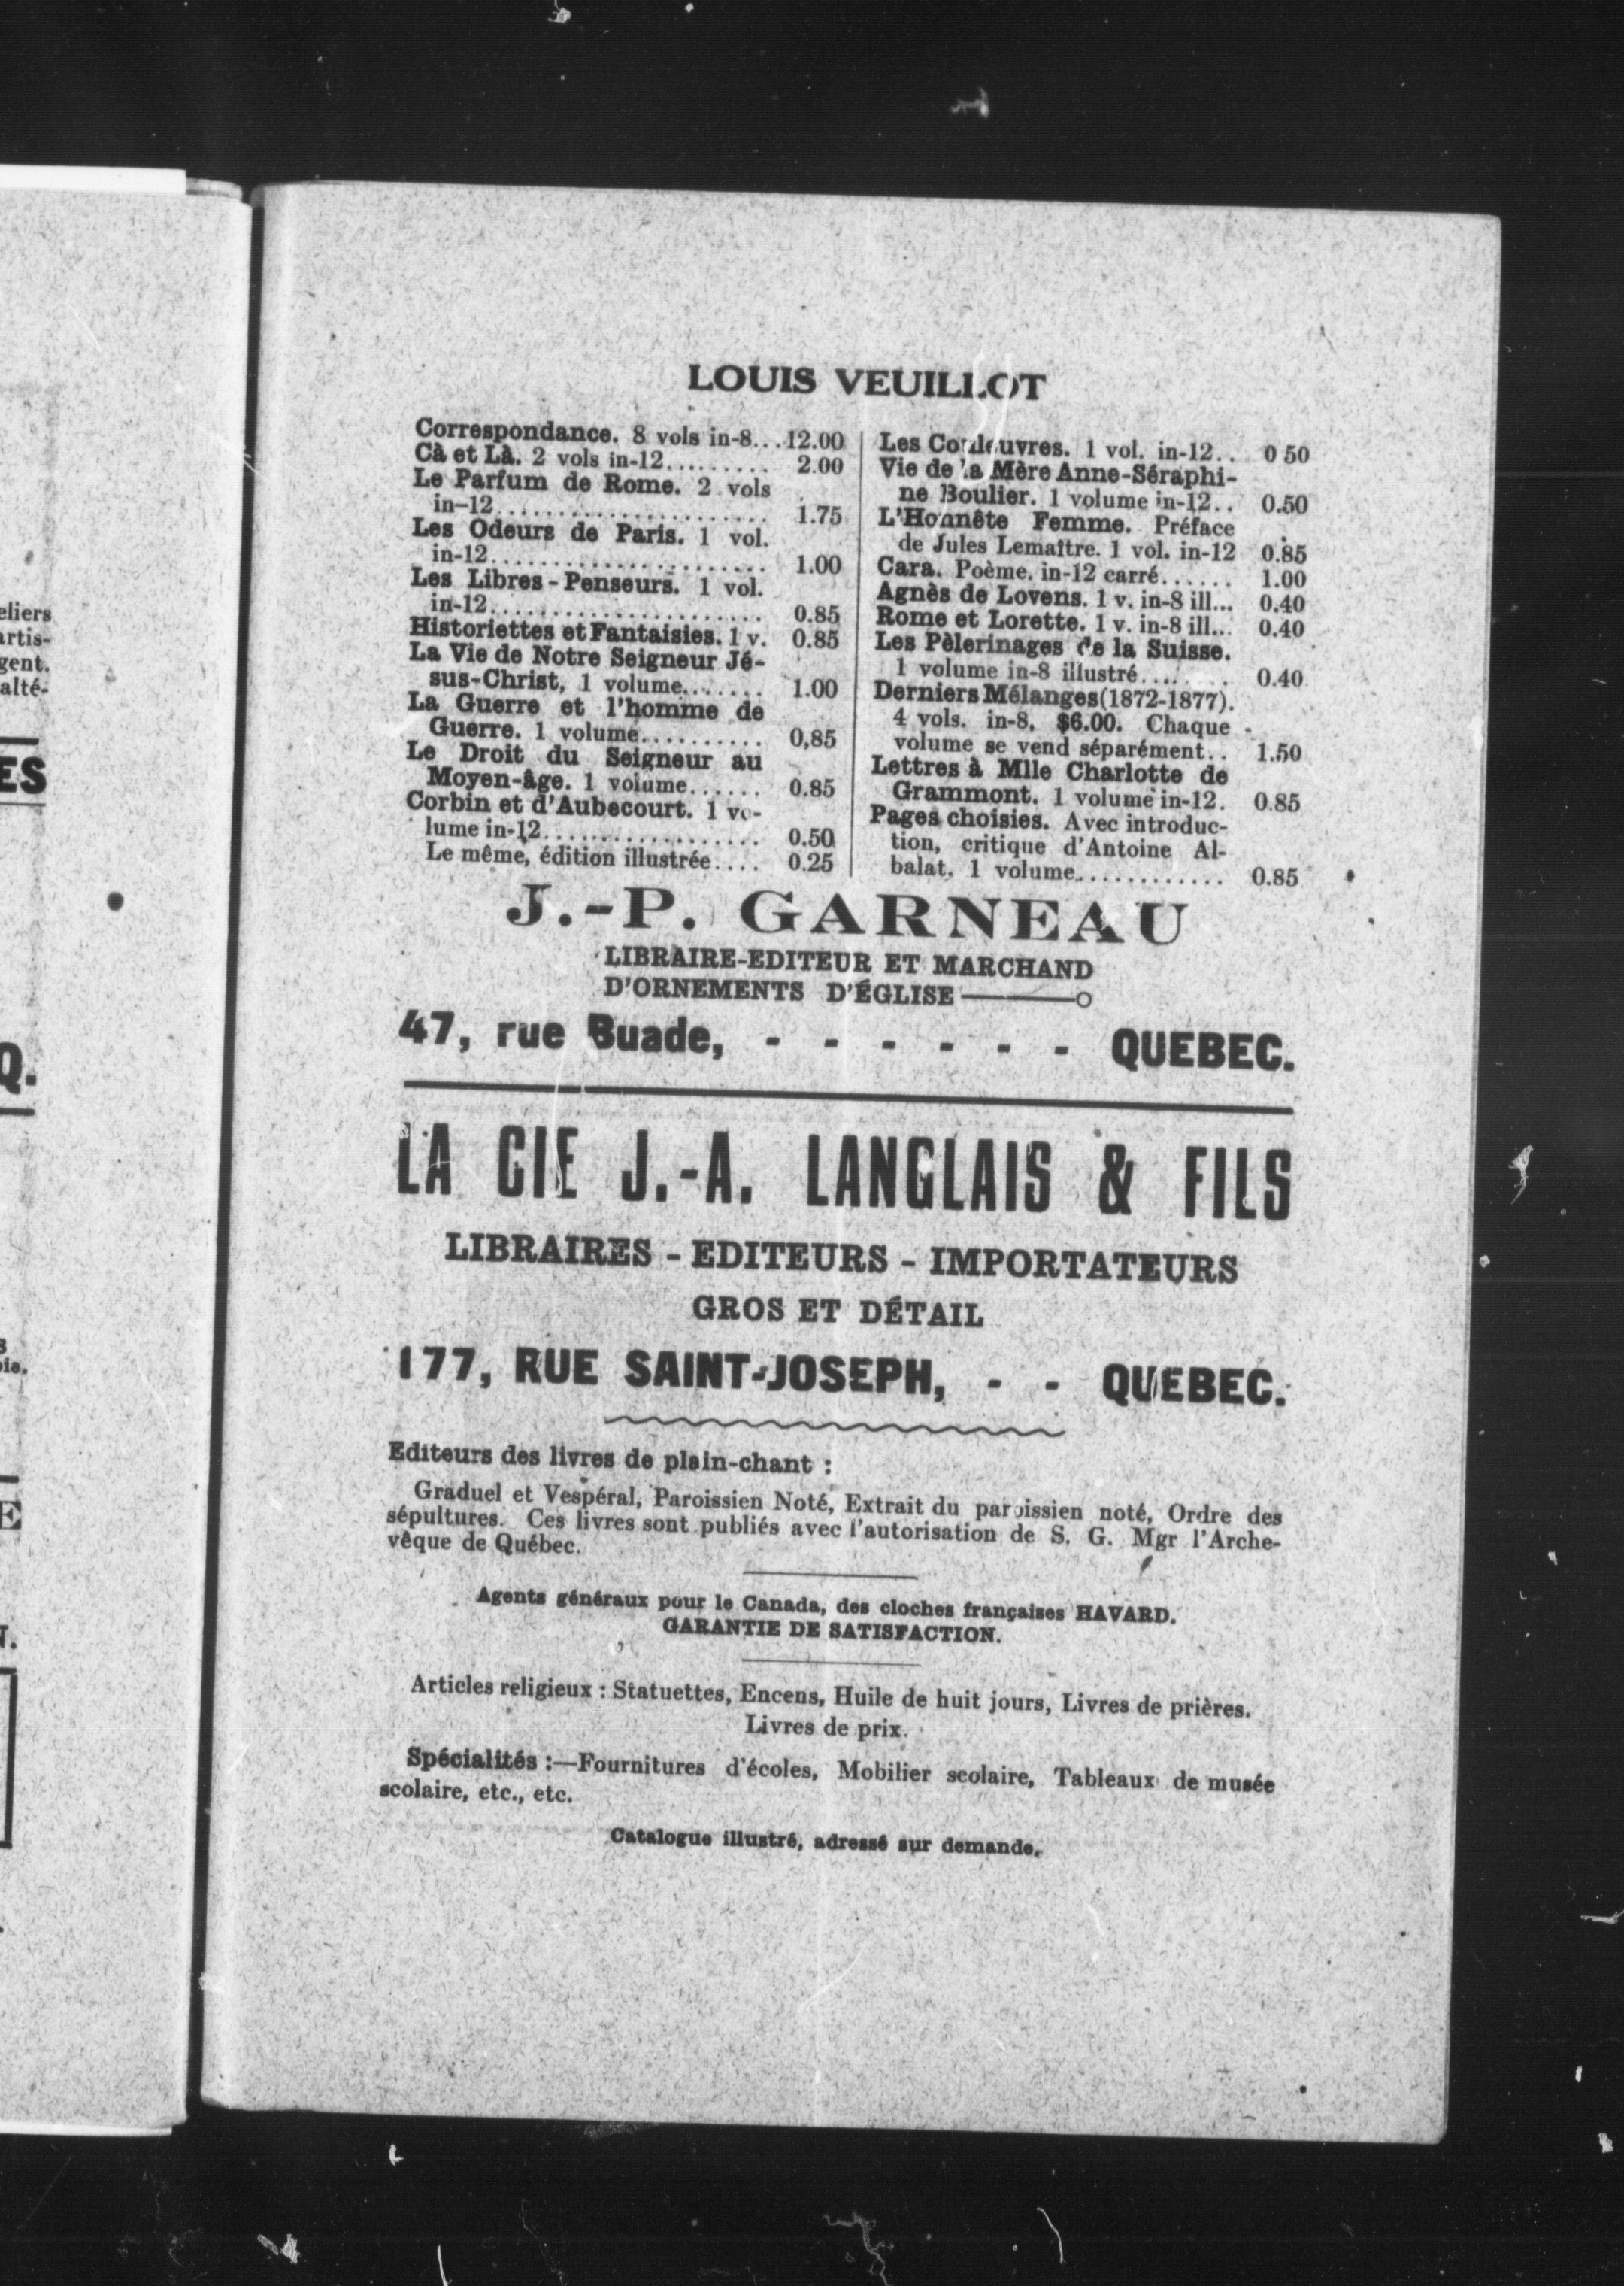 eliers
artis-
gent.
alté-
ES
Q.
s
oie.
E
N.
LOUIS VEUILLOT
Correspondance. 8 vols in-8...12.00
Cà et Là. 2 vols in-12......... 2.00
Le Parfum de Rome. 2 vols
in-12...................... 1.75
Les Odeurs de Paris. 1 vol.
in-12...................... 1.00
Les Libres-Penseurs. 1 vol.
in-12...................... 0.85
Historiettes et Fantaisies. 1 v. 0.85
La Vie de Notre Seigneur Jé-
sus-Christ, 1 volume....... 1.00
La Guerre et l'homme de
Guerre. 1 volume.......... 0,85
Le Droit du Seigneur au
Moyen-âge. 1 volume...... 0.85
Corbin et d'Aubecourt. 1 vo-
lume in-12.................. 0.50
Le même, édition illustrée.... 0.25
Les Couleuvres. 1 vol. in-12.. 0 50
Vie de la Mère Anne-Séraphi-
ne Boulier. 1 volume in-12.. 0.50
L'Honnête Femme. Préface
de Jules Lemaître. 1 vol. in-12 0.85
Cara. Poème. in-12 carré...... 1.00
Agnès de Lovens. 1 v. in-8 ill... 0.40
Rome et Lorette. 1 v. in-8 ill... 0.40
Les Pèlerinages de la Suisse.
1 volume in-8 illustré........ 0.40
Derniers Mélanges(1872-1877).
4 vols. in-8, $6.00. Chaque
volume se vend séparément.. 1.50
Lettres à Mlle Charlotte de
Grammont. 1 volume in-12. 0.85
Pages choisies. Avec introduc-
tion, critique d'Antoine Al-
balat. 1 volume............. 0.85
J.-P. GARNEAU
LIBRAIRE-EDITEUR ET MARCHAND
D'ORNEMENTS D'ÉGLISE
47, rue Buade, - - - - - - QUEBEC.
LA CIE J.-A. LANGLAIS & FILS
LIBRAIRES - EDITEURS - IMPORTATEURS
GROS ET DÉTAIL
177, RUE SAINT-JOSEPH, - - QUEBEC.
Editeurs des livres de plain-chant :
Graduel et Vespéral, Paroissien Noté, Extrait du paroissien noté, Ordre des
sépultures. Ces livres sont publiés avec l'autorisation de S. G. Mgr l'Arche-
vêque de Québec.
Agents généraux pour le Canada, des cloches françaises HAVARD.
GARANTIE DE SATISFACTION.
Articles religieux : Statuettes, Encens, Huile de huit jours, Livres de prières.
Livres de prix.
Spécialités :—Fournitures d'écoles, Mobilier scolaire, Tableaux de musée
scolaire, etc., etc.
Catalogue illustré, adressé sur demande.